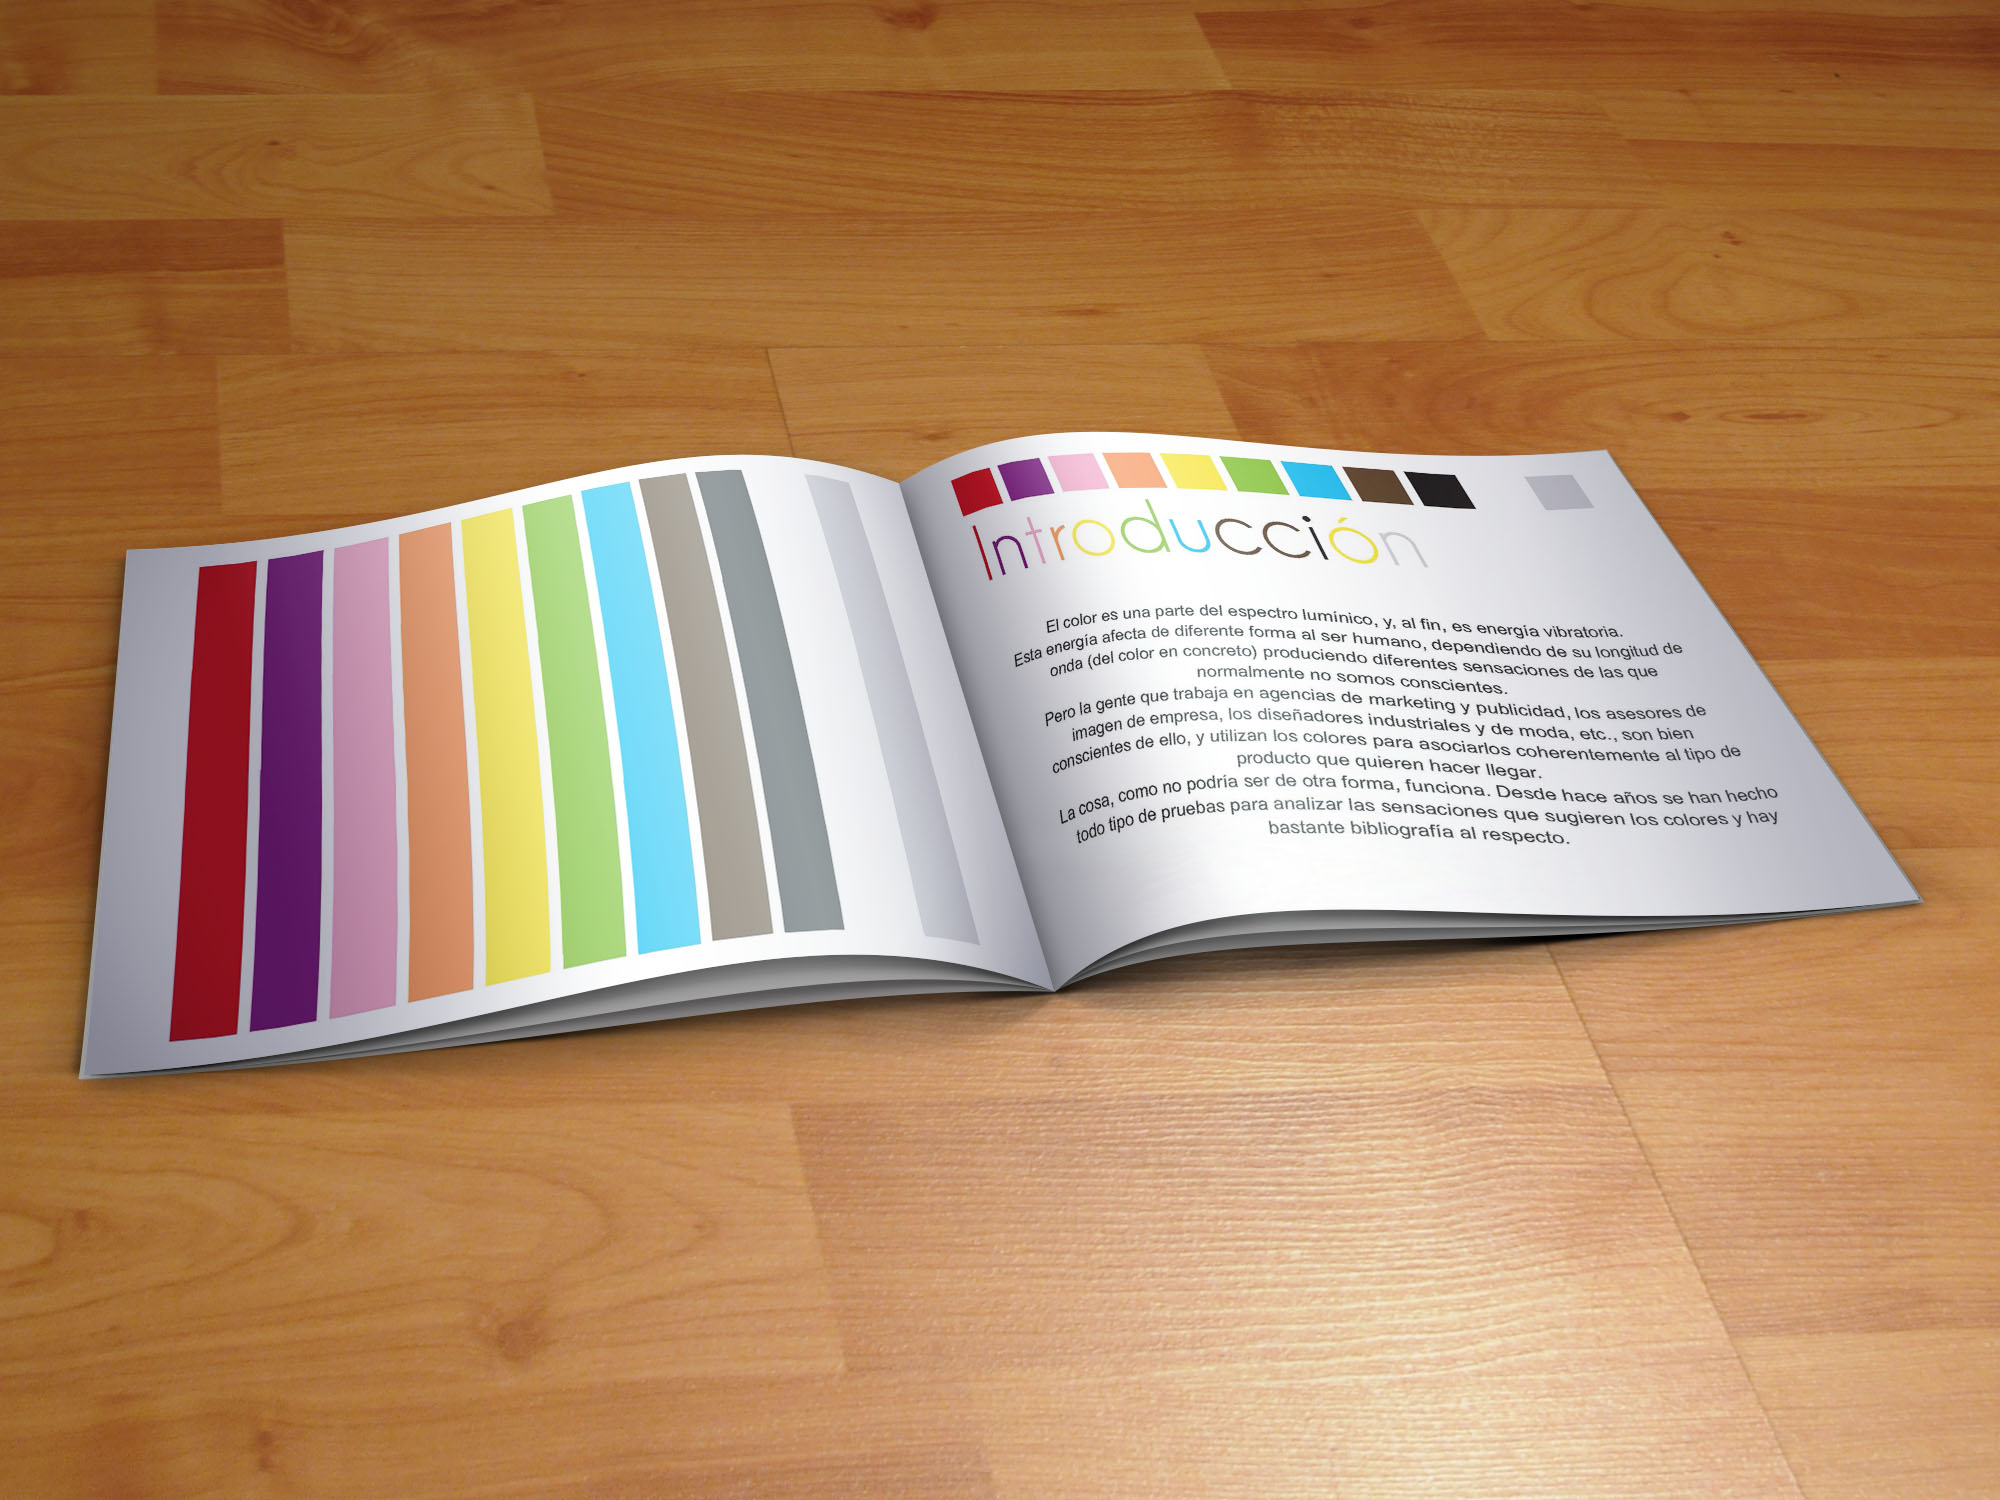 Introducción
El color es una parte del espectro lumínico, y, al fin, es energía vibratoria.
Esta energía afecta de diferente forma al ser humano, dependiendo de su longitud de
onda (del color en concreto) produciendo diferentes sensaciones de las que
normalmente no somos conscientes.
Pero la gente que trabaja en agencias de marketing y publicidad, los asesores de
imagen de empresa, los diseñadores industriales y de moda, etc., son bien
conscientes de ello, y utilizan los colores para asociarlos coherentemente al tipo de
producto que quieren hacer llegar.
La cosa, como no podría ser de otra forma, funciona. Desde hace años se han hecho
todo tipo de pruebas para analizar las sensaciones que sugieren los colores y hay
bastante bibliografía al respecto.